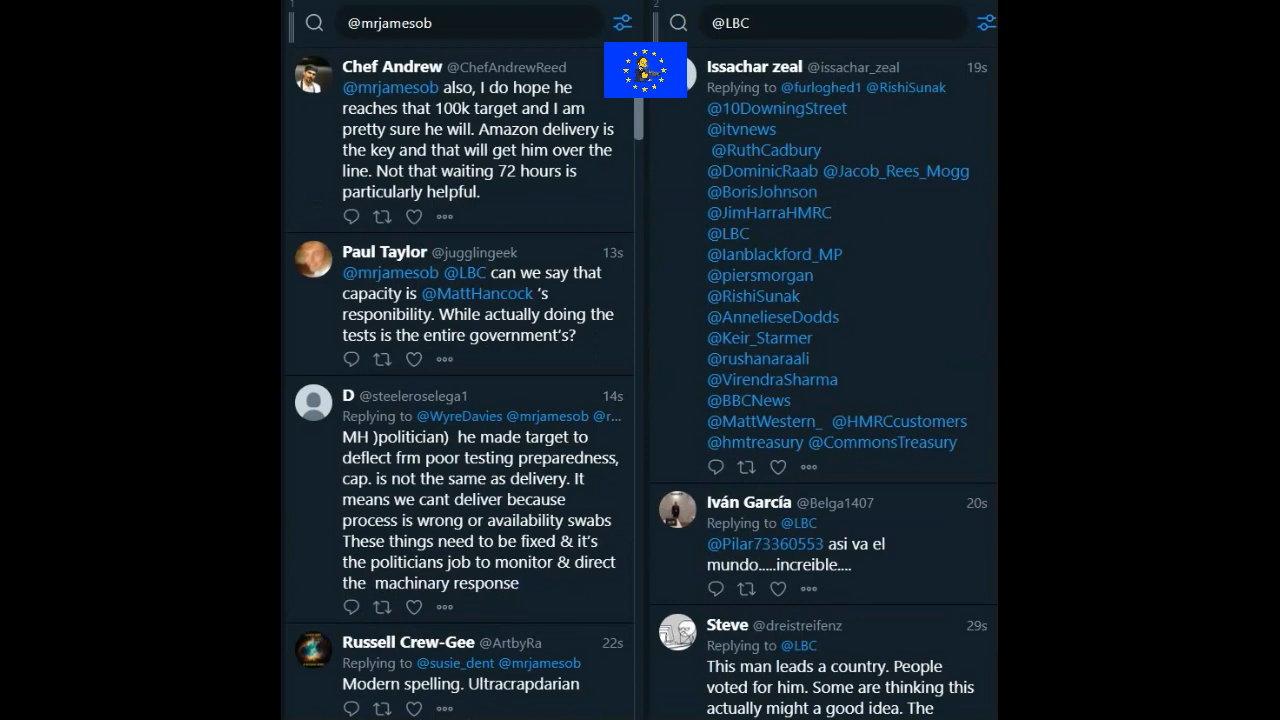 1
@mrjamesob
Chef Andrew @ChefAndrewReed
@mrjamesob also, I do hope he
reaches that 100k target and I am
pretty sure he will. Amazon delivery is
the key and that will get him over the
line. Not that waiting 72 hours is
particularly helpful.
Paul Taylor @jugglingeek 13s
@mrjamesob @LBC can we say that
capacity is @MattHancock 's
responibility. While actually doing the
tests is the entire government's?
D @steeleroselega1 14s
Replying to @WyreDavies @mrjamesob @r...
MH )politician) he made target to
deflect frm poor testing preparedness,
cap. is not the same as delivery. It
means we cant deliver because
process is wrong or availability swabs
These things need to be fixed & it's
the politicians job to monitor & direct
the machinary response
Russell Crew-Gee @ArtbyRa 22s
Replying to @susie_dent @mrjamesob
Modern spelling. Ultracrapdarian
2
@LBC
Issachar zeal @issachar_zeal 19s
Replying to @furloghed1 @RishiSunak
@10DowningStreet
@itvnews
@RuthCadbury
@DominicRaab @Jacob_Rees_Mogg
@BorisJohnson
@JimHarraHMRC
@LBC
@Ianblackford_MP
@piersmorgan
@RishiSunak
@AnnelieseDodds
@Keir_Starmer
@rushanaraali
@VirendraSharma
@BBCNews
@MattWestern_ @HMRCcustomers
@hmtreasury @CommonsTreasury
Iván García @Belga1407 20s
Replying to @LBC
@Pilar73360553 asi va el
mundo.....increible....
Steve @dreistreifenz 29s
Replying to @LBC
This man leads a country. People
voted for him. Some are thinking this
actually might a good idea. The